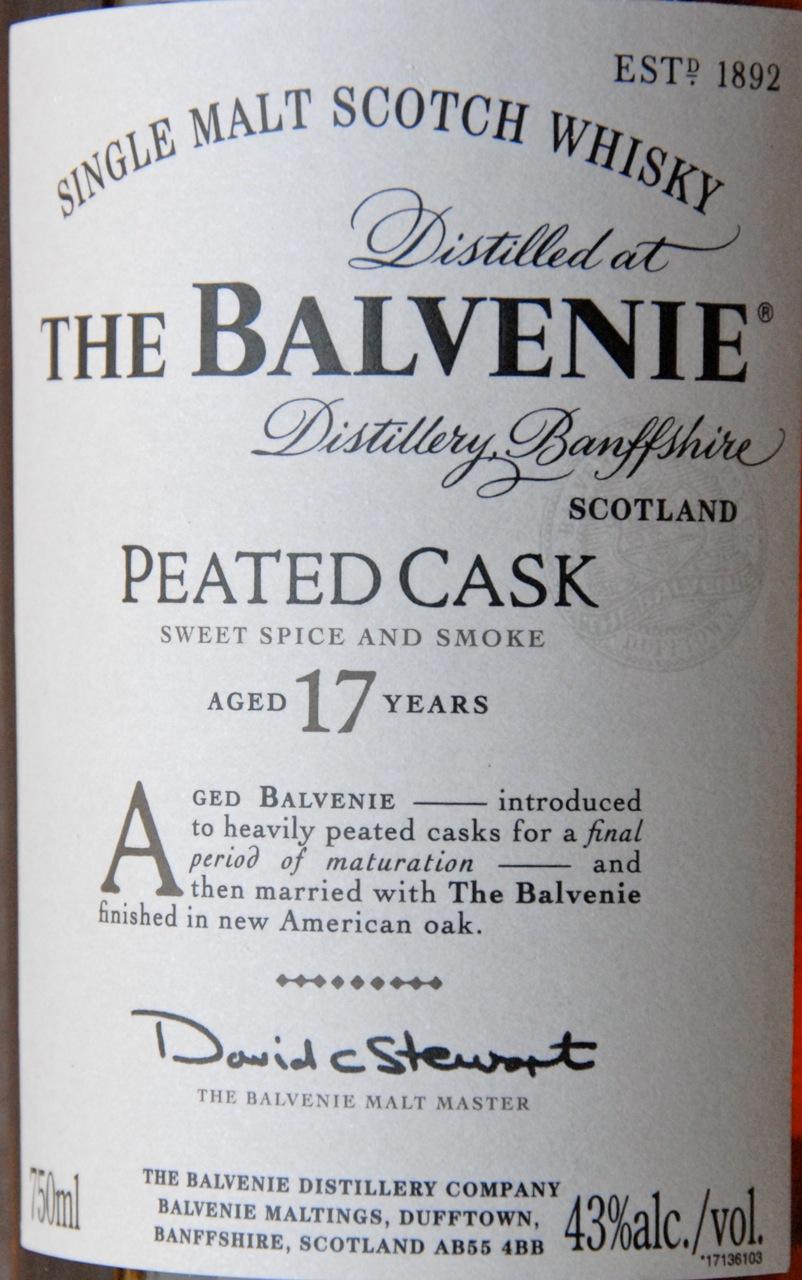 ESTD 1892
SINGLE MALT SCOTCH WHISKY
Distilled at
THE BALVENIE®
Distillery, Banffshire
SCOTLAND
PEATED CASK
SWEET SPICE AND SMOKE
AGED 17 YEARS
AGED BALVENIE —— introduced
to heavily peated casks for a final
period of maturation —— and
then married with The Balvenie
finished in new American oak.
David C Stewart
THE BALVENIE MALT MASTER
750ml
THE BALVENIE DISTILLERY COMPANY
BALVENIE MALTINGS, DUFFTOWN,
BANFFSHIRE, SCOTLAND AB55 4BB
43%alc./vol.
*17136103